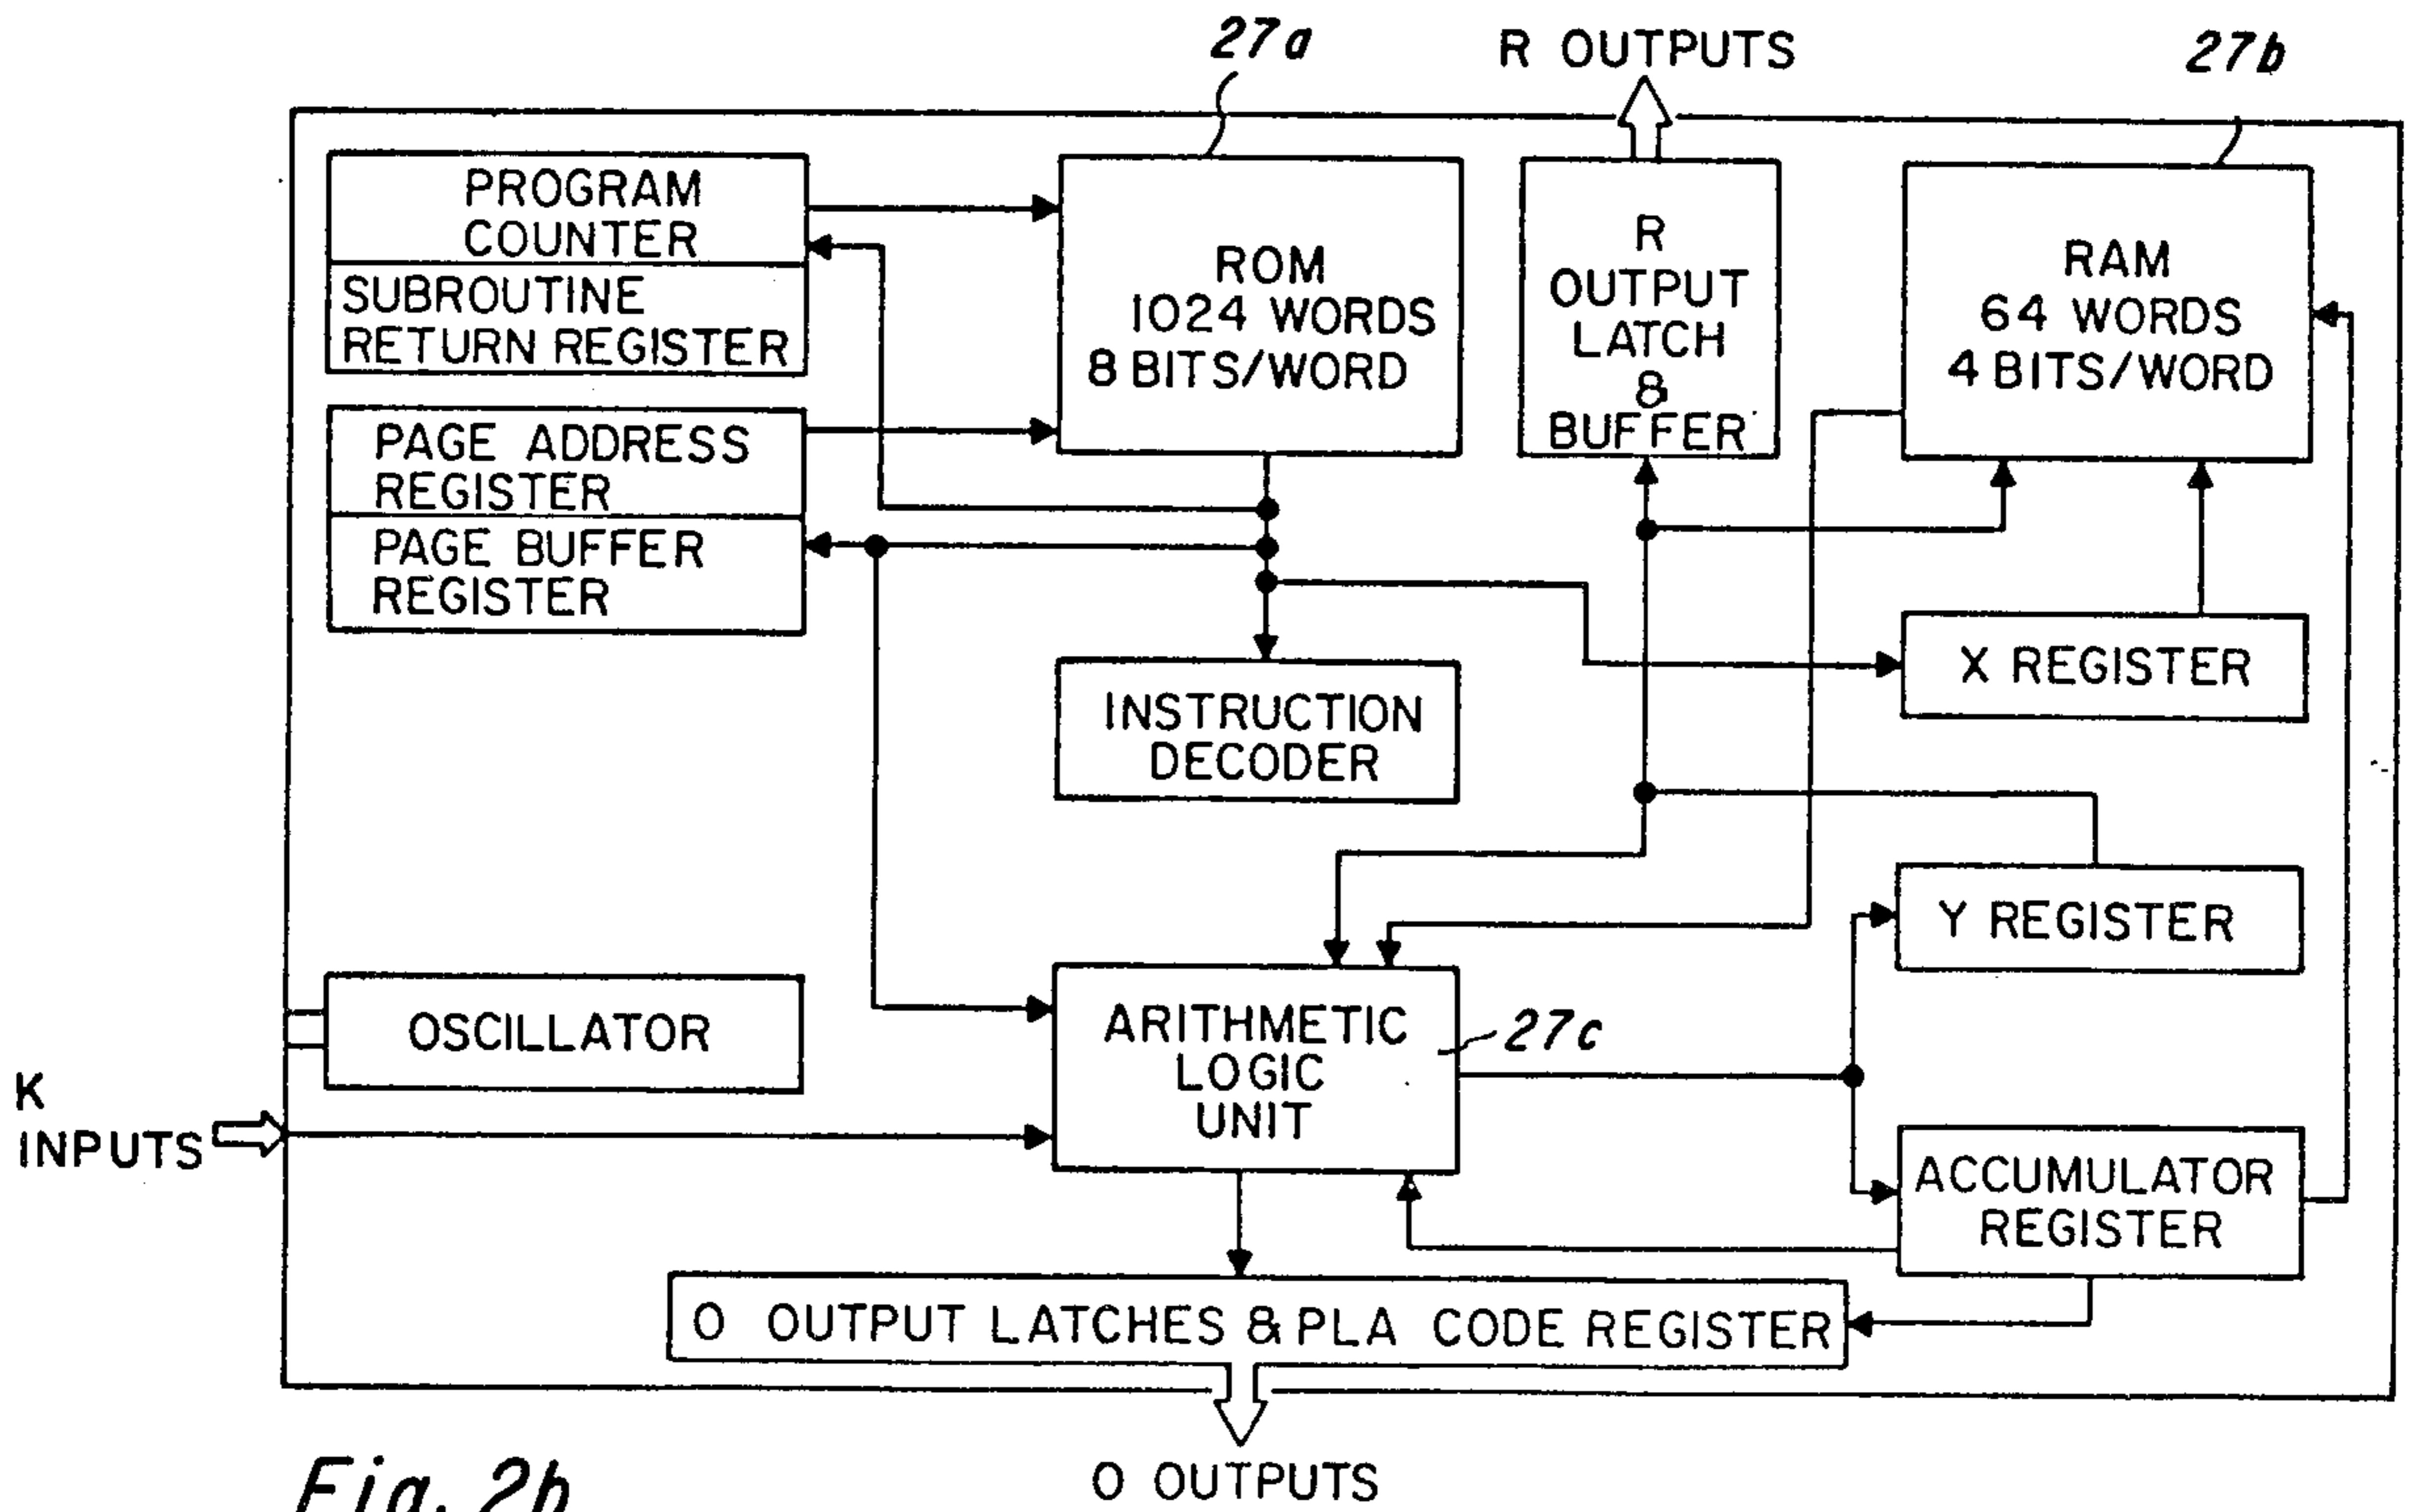 27a
R OUTPUTS
27b
PROGRAM
COUNTER
SUBROUTINE
RETURN REGISTER
ROM
1024 WORDS
8 BITS/WORD
R
OUTPUT
LATCH
&
BUFFER
RAM
64 WORDS
4 BITS/WORD
PAGE ADDRESS
REGISTER
PAGE BUFFER
REGISTER
INSTRUCTION
DECODER
X REGISTER
Y REGISTER
OSCILLATOR
ARITHMETIC
LOGIC
UNIT
27c
K
INPUTS
ACCUMULATOR
REGISTER
O OUTPUT LATCHES & PLA CODE REGISTER
O OUTPUTS
Fig. 2b